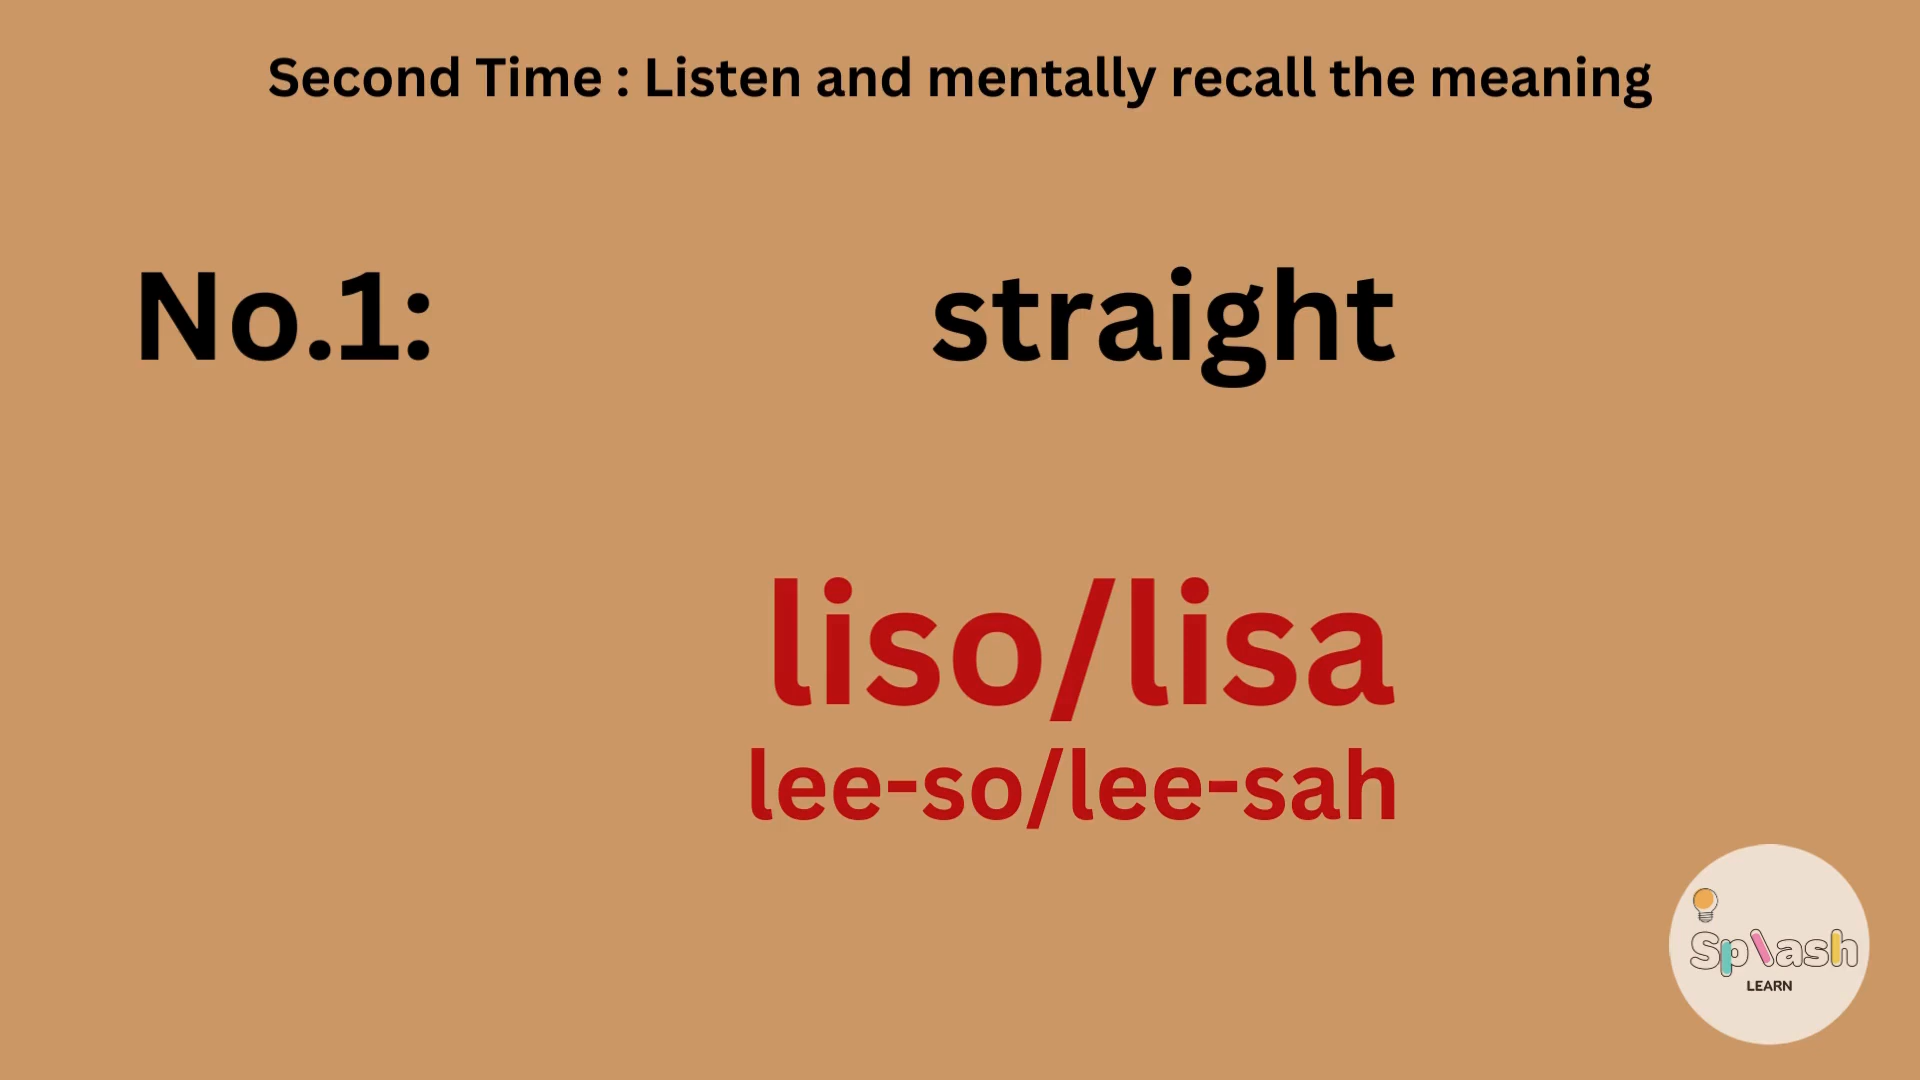 Second Time : Listen and mentally recall the meaning
No.1:
straight
liso/lisa
lee-so/lee-sah
Splash
LEARN